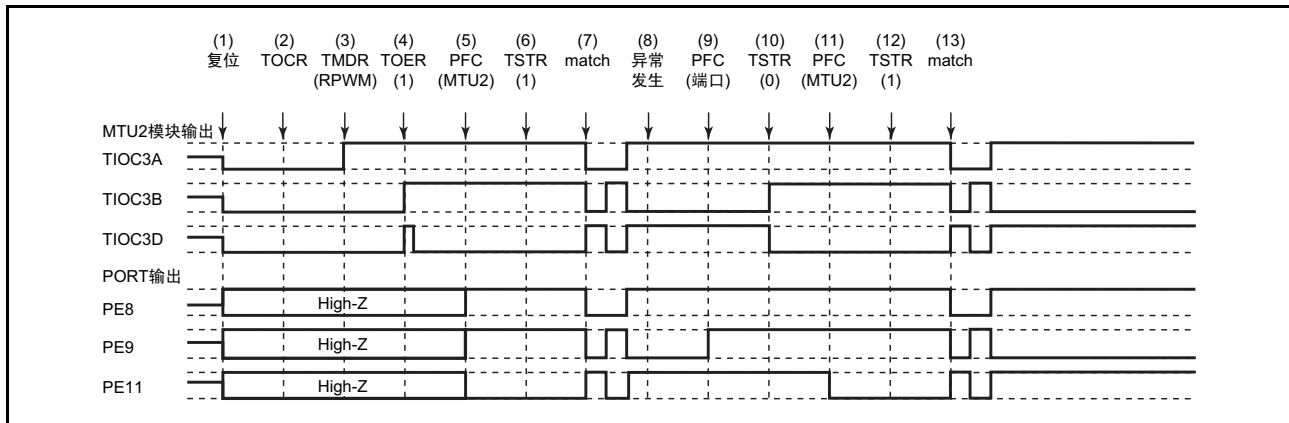 (1) (2) (3) (4) (5) (6) (7) (8) (9) (10) (11) (12) (13)
复位 TOCR TMDR TOER PFC TSTR match 异常 PFC TSTR PFC TSTR match
(RPWM) (1) (MTU2) (1) 发生 (端口) (0) (MTU2) (1)
MTU2模块输出
TIOC3A
TIOC3B
TIOC3D
PORT输出
PE8 High-Z
PE9 High-Z
PE11 High-Z